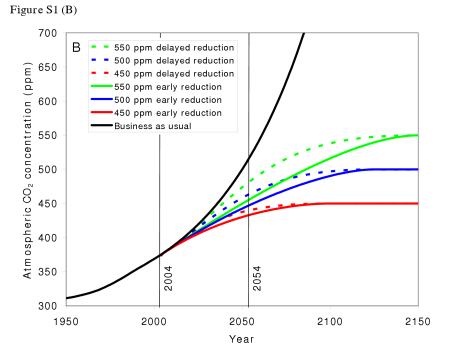 Figure S1 (B)
B
550 ppm delayed reduction
500 ppm delayed reduction
450 ppm delayed reduction
550 ppm early reduction
500 ppm early reduction
450 ppm early reduction
Business as usual
Atmospheric CO2 concentration (ppm)
700
650
600
550
500
450
400
350
300
2004
2054
1950
2000
2050
2100
2150
Year